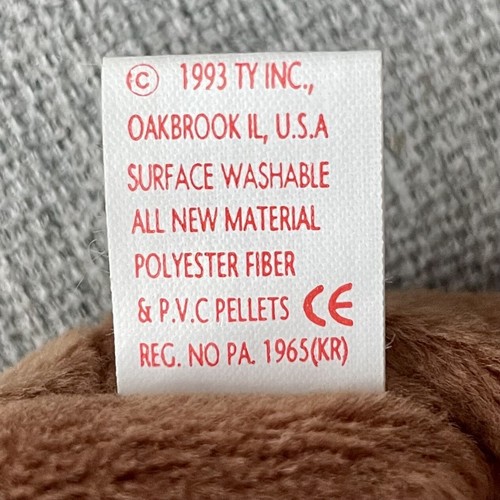 © 1993 TY INC.,
OAKBROOK IL, U.S.A
SURFACE WASHABLE
ALL NEW MATERIAL
POLYESTER FIBER
& P.V.C PELLETS CE
REG. NO PA. 1965(KR)